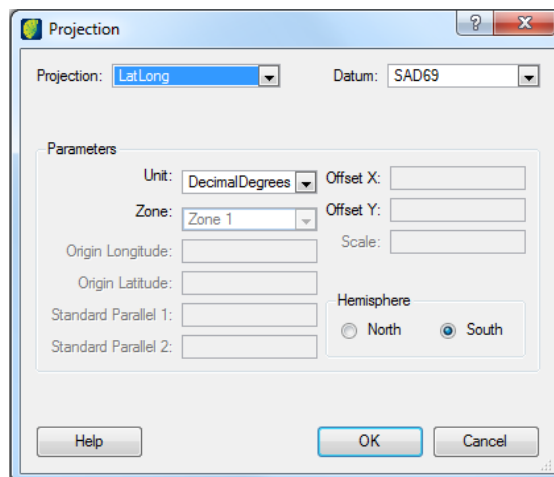 Projection
Projection: LatLong Datum: SAD69
Parameters
Unit: DecimalDegrees Offset X:
Zone: Zone 1 Offset Y:
Origin Longitude: Scale:
Origin Latitude:
Hemisphere
Standard Parallel 1: North South
Standard Parallel 2:
Help OK Cancel